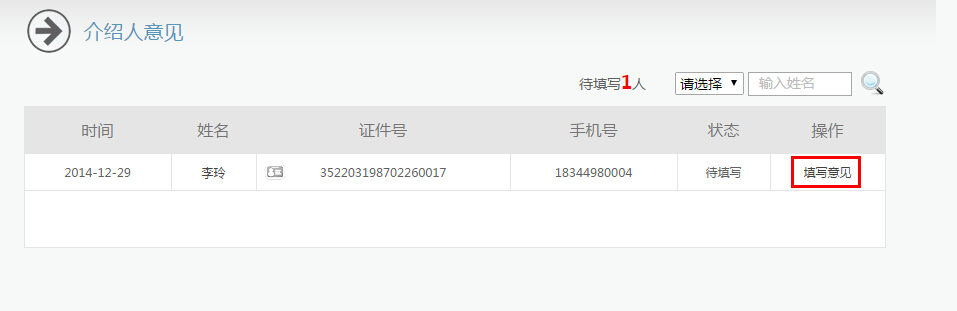 介绍人意见
待填写1人 请选择 输入姓名
时间 姓名 证件号 手机号 状态 操作
2014-12-29 李玲 352203198702260017 18344980004 待填写 填写意见